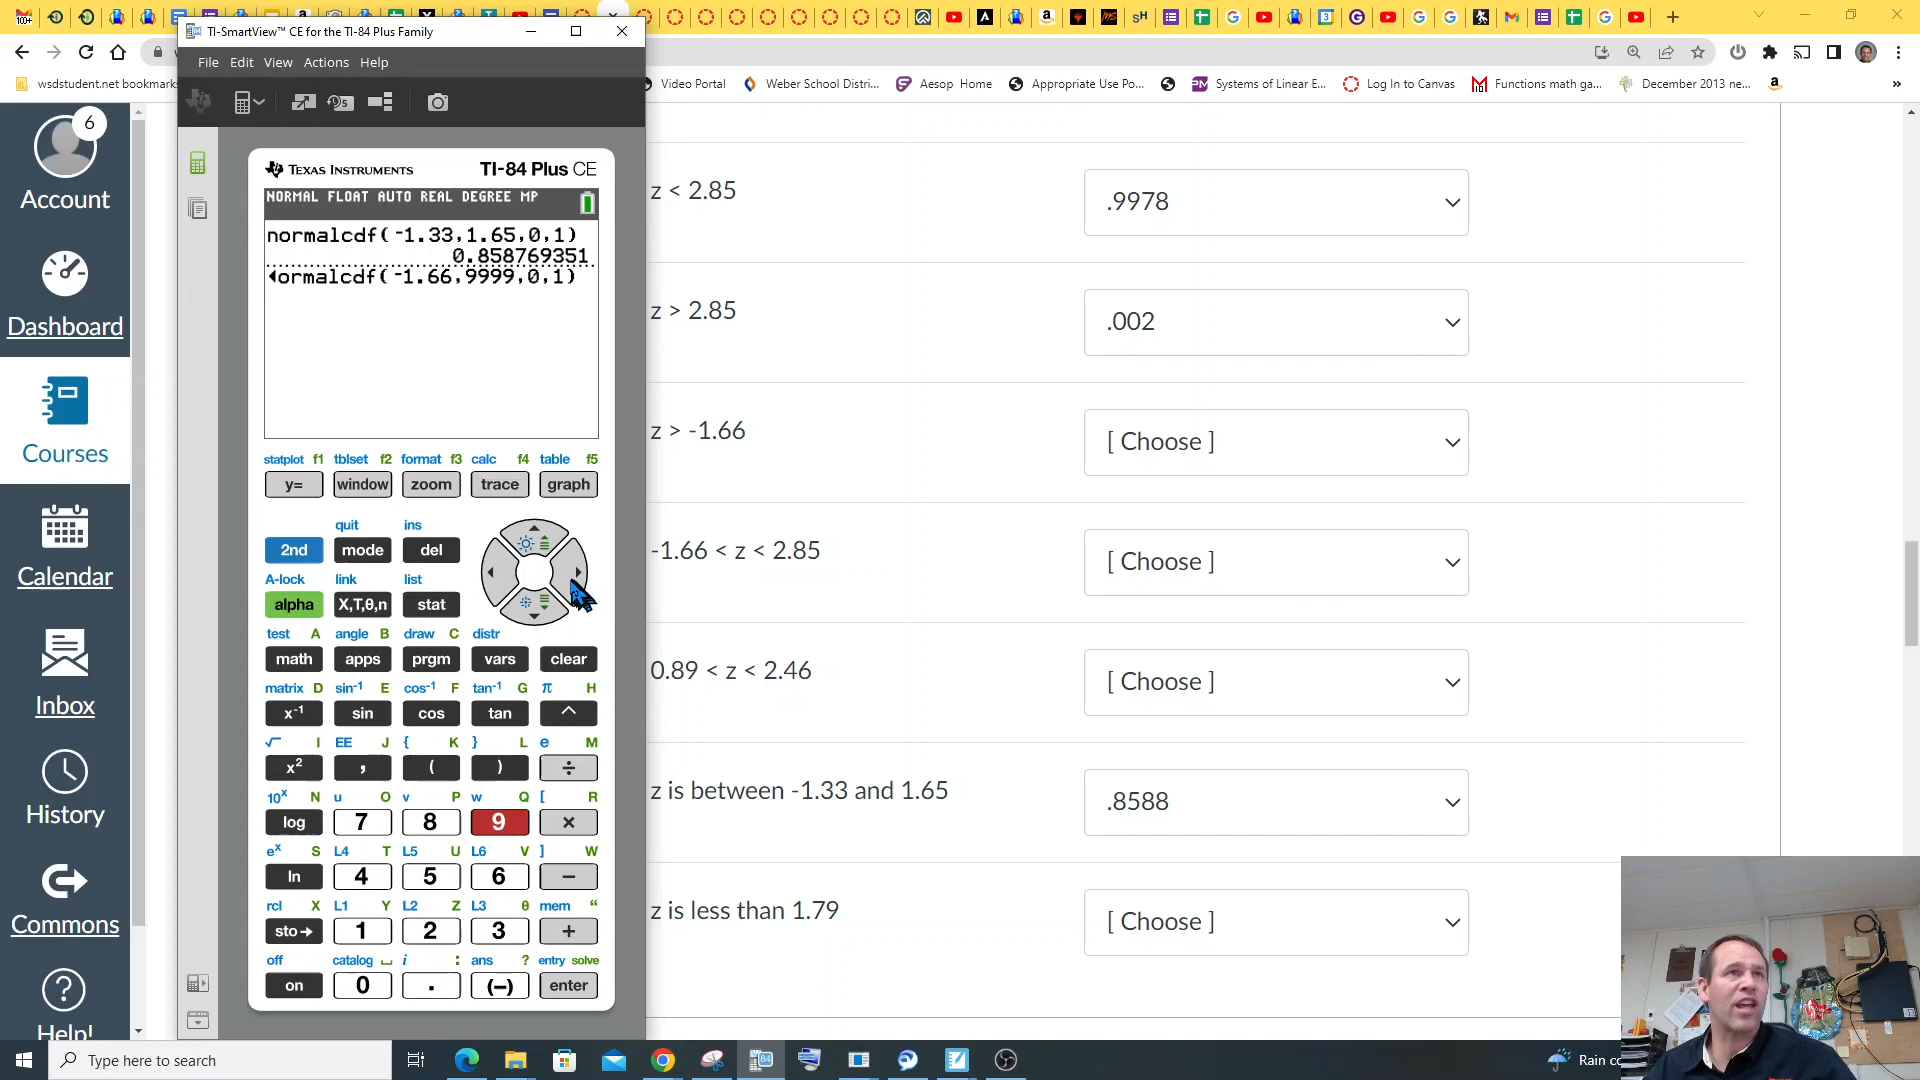 TI-SmartView™ CE for the TI-84 Plus Family
File Edit View Actions Help
wsdstudent.net bookmarks
Video Portal
Weber School Distri...
Aesop Home
Appropriate Use Po...
Systems of Linear E...
Log In to Canvas
Functions math ga...
December 2013 ne...
»
6
Account
Dashboard
Courses
Calendar
Inbox
History
Commons
Help!
TEXAS INSTRUMENTS
TI-84 Plus CE
NORMAL FLOAT AUTO REAL DEGREE MP
normalcdf(-1.33,1.65,0,1)
0.858769351
ormalcdf(-1.66,9999,0,1)
statplot f1 tblset f2 format f3 calc f4 table f5
y= window zoom trace graph
quit ins
2nd mode del
A-lock link list
alpha X,T,θ,n stat
test A angle B draw C distr
math apps prgm vars clear
matrix D sin-1 E cos-1 F tan-1 G π H
x-1 sin cos tan ^
√ I EE J { K } L e M
x2 , ( ) ÷
10x N u O v P w Q [ R
log 7 8 9 ×
ex S L4 T L5 U L6 V ] W
ln 4 5 6 −
rcl X L1 Y L2 Z L3 θ mem “
sto→ 1 2 3 +
off catalog i : ans ? entry solve
on 0 . (−) enter
z < 2.85
.9978
z > 2.85
.002
z > -1.66
[ Choose ]
-1.66 < z < 2.85
[ Choose ]
0.89 < z < 2.46
[ Choose ]
z is between -1.33 and 1.65
.8588
z is less than 1.79
[ Choose ]
Type here to search
Rain